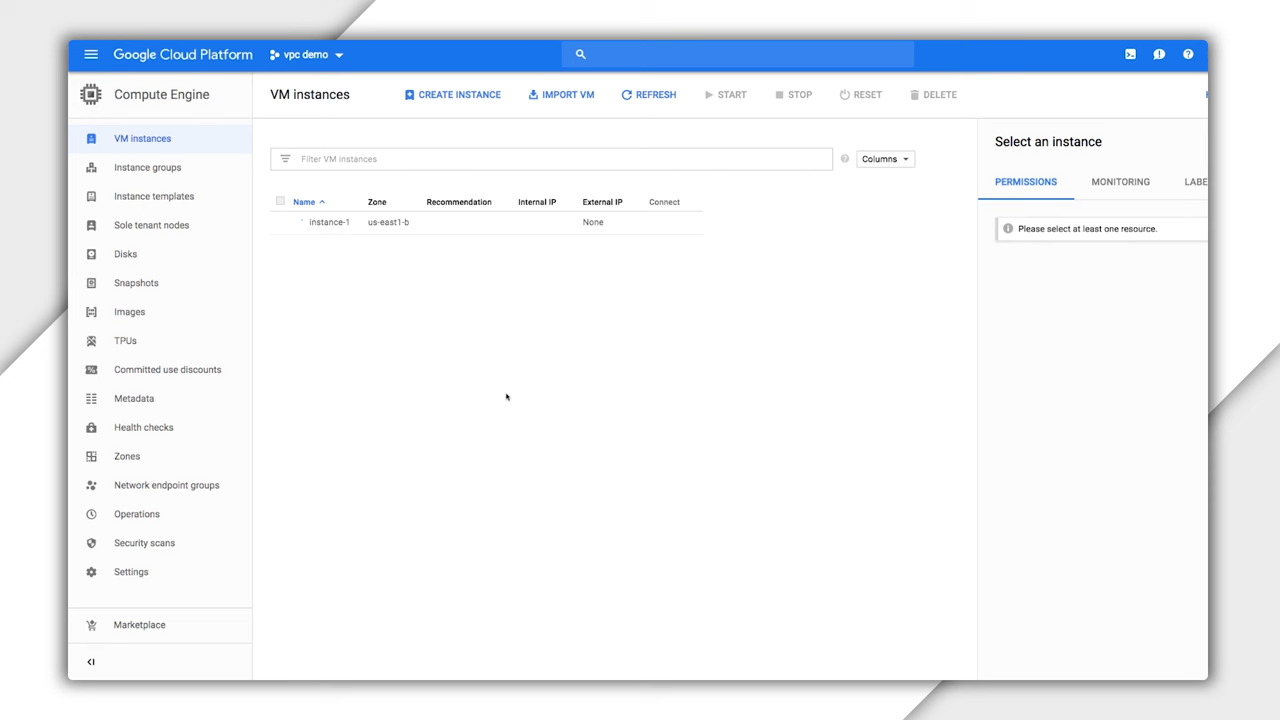 Google Cloud Platform vpc demo
Compute Engine
VM instances CREATE INSTANCE IMPORT VM REFRESH START STOP RESET DELETE
VM instances
Instance groups
Instance templates
Sole tenant nodes
Disks
Snapshots
Images
TPUs
Committed use discounts
Metadata
Health checks
Zones
Network endpoint groups
Operations
Security scans
Settings
Marketplace
Filter VM instances Columns
Name Zone Recommendation Internal IP External IP Connect
instance-1 us-east1-b None
Select an instance
PERMISSIONS MONITORING LABE
Please select at least one resource.